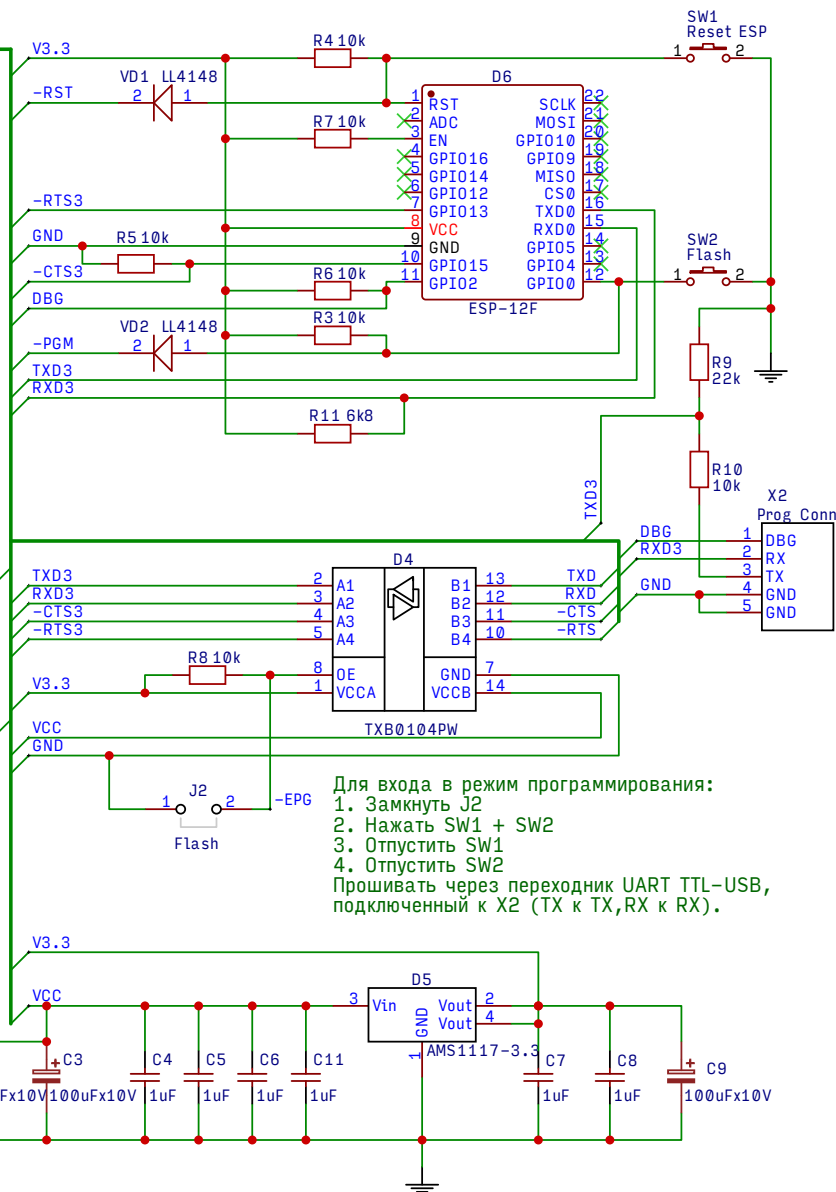 SW1
Reset ESP
1 2
V3.3
R4 10k
VD1 LL4148
-RST
2 1
D6
1 RST
2 ADC
3 EN
4 GPIO16
5 GPIO14
6 GPIO12
7 GPIO13
8 VCC
9 GND
10 GPIO15
11 GPIO2
SCLK 22
MOSI 21
GPIO10 20
GPIO9 19
MISO 18
CS0 17
TXD0 16
RXD0 15
GPIO5 14
GPIO4 13
GPIO0 12
ESP-12F
R7 10k
-RTS3
GND
R5 10k
-CTS3
R6 10k
DBG
R3 10k
VD2 LL4148
-PGM
2 1
TXD3
RXD3
R11 6k8
SW2
Flash
1 2
R9
22k
R10
10k
TXD3
X2
Prog Conn
1 DBG
2 RX
3 TX
4 GND
5 GND
DBG
RXD3
GND
D4
TXD3
RXD3
-CTS3
-RTS3
2 A1
3 A2
4 A3
5 A4
8 OE
1 VCCA
B1 13
B2 12
B3 11
B4 10
GND 7
VCCB 14
TXD
RXD
-CTS
-RTS
TXB0104PW
R8 10k
V3.3
VCC
GND
J2
1 2
-EPG
Flash
Для входа в режим программирования:
1. Замкнуть J2
2. Нажать SW1 + SW2
3. Отпустить SW1
4. Отпустить SW2
Прошивать через переходник UART TTL-USB,
подключенный к X2 (TX к TX,RX к RX).
V3.3
VCC
D5
3 Vin
Vout 2
Vout 4
GND
1
AMS1117-3.3
C3
Fx10V
100uFx10V
C4
1uF
C5
1uF
C6
1uF
C11
1uF
C7
1uF
C8
1uF
C9
100uFx10V